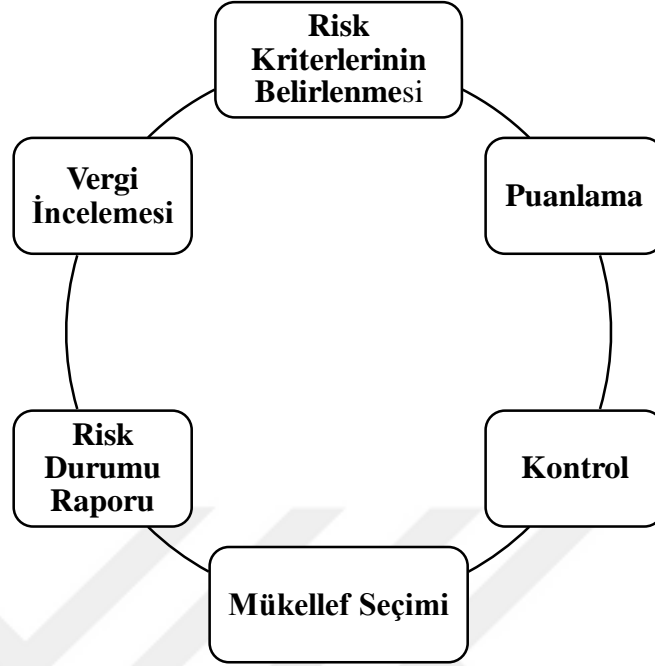 Risk
Kriterlerinin
Belirlenmesi
Puanlama
Kontrol
Mükellef Seçimi
Risk
Durumu
Raporu
Vergi
İncelemesi